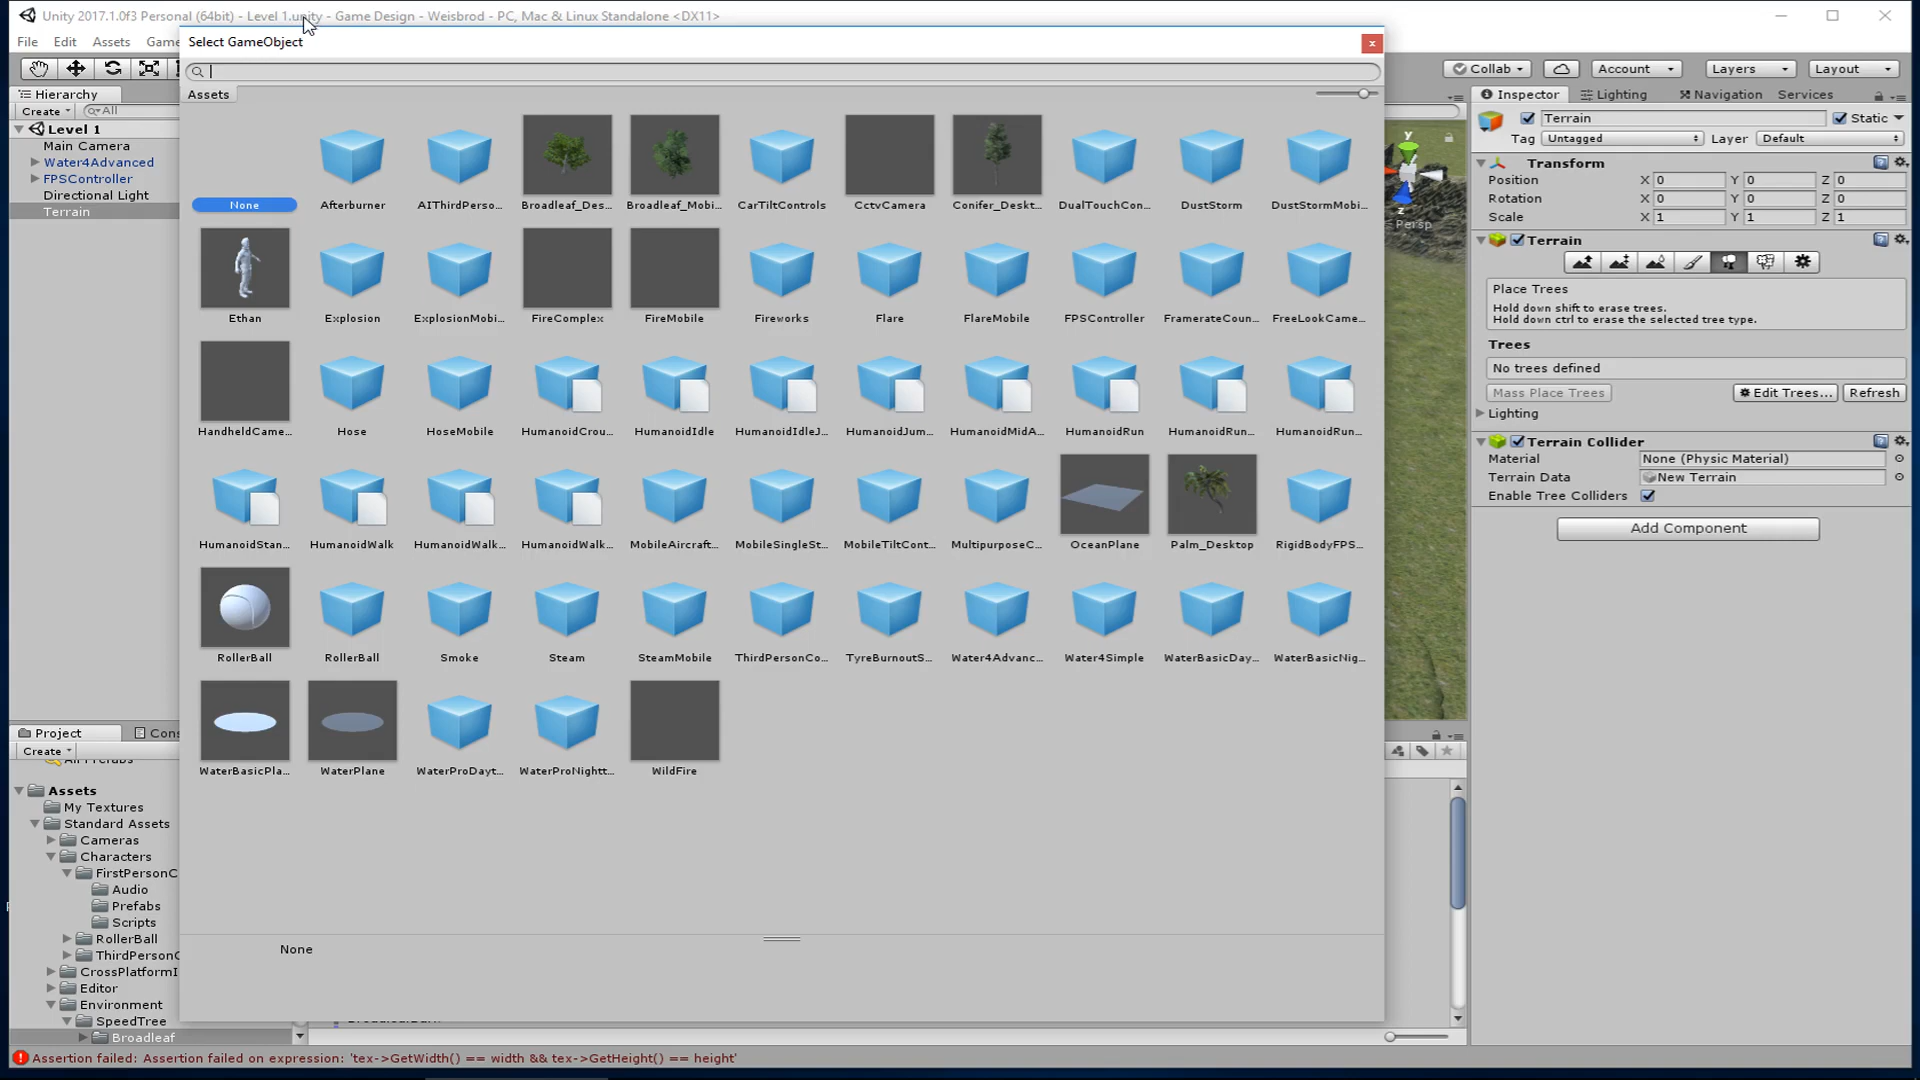 Unity 2017.1.0f3 Personal (64bit) - Level 1.unity - Game Design - Weisbrod - PC, Mac & Linux Standalone <DX11>
File Edit Assets Game
Select GameObject
Collab Account Layers Layout
Assets
Hierarchy
Create All
Level 1
Main Camera
Water4Advanced
FPSController
Directional Light
Terrain
None Afterburner AIThirdPerso... Broadleaf_Des... Broadleaf_Mobi... CarTiltControls CctvCamera Conifer_Deskt... DualTouchCon... DustStorm DustStormMobi...
Ethan Explosion ExplosionMobi... FireComplex FireMobile Fireworks Flare FlareMobile FPSController FramerateCoun... FreeLookCame...
HandheldCame... Hose HoseMobile HumanoidCrou... HumanoidIdle HumanoidIdleJ... HumanoidJum... HumanoidMidA... HumanoidRun HumanoidRun... HumanoidRun...
HumanoidStan... HumanoidWalk HumanoidWalk... HumanoidWalk... MobileAircraft... MobileSingleSt... MobileTiltCont... MultipurposeC... OceanPlane Palm_Desktop RigidBodyFPS...
RollerBall RollerBall Smoke Steam SteamMobile ThirdPersonCo... TyreBurnoutS... Water4Advanc... Water4Simple WaterBasicDay... WaterBasicNig...
WaterBasicPla... WaterPlane WaterProDayt... WaterProNightt... WildFire
None
Persp
Inspector Lighting Navigation Services
Terrain Static
Tag Untagged Layer Default
Transform
Position X 0 Y 0 Z 0
Rotation X 0 Y 0 Z 0
Scale X 1 Y 1 Z 1
Terrain
Place Trees
Hold down shift to erase trees.
Hold down ctrl to erase the selected tree type.
Trees
No trees defined
Mass Place Trees Edit Trees... Refresh
Lighting
Terrain Collider
Material None (Physic Material)
Terrain Data New Terrain
Enable Tree Colliders
Add Component
Project Cons
Create
All Prefabs
Assets
My Textures
Standard Assets
Cameras
Characters
FirstPersonC
Audio
Prefabs
Scripts
RollerBall
ThirdPersonC
CrossPlatformI
Editor
Environment
SpeedTree
Broadleaf
Assertion failed: Assertion failed on expression: 'tex->GetWidth() == width && tex->GetHeight() == height'